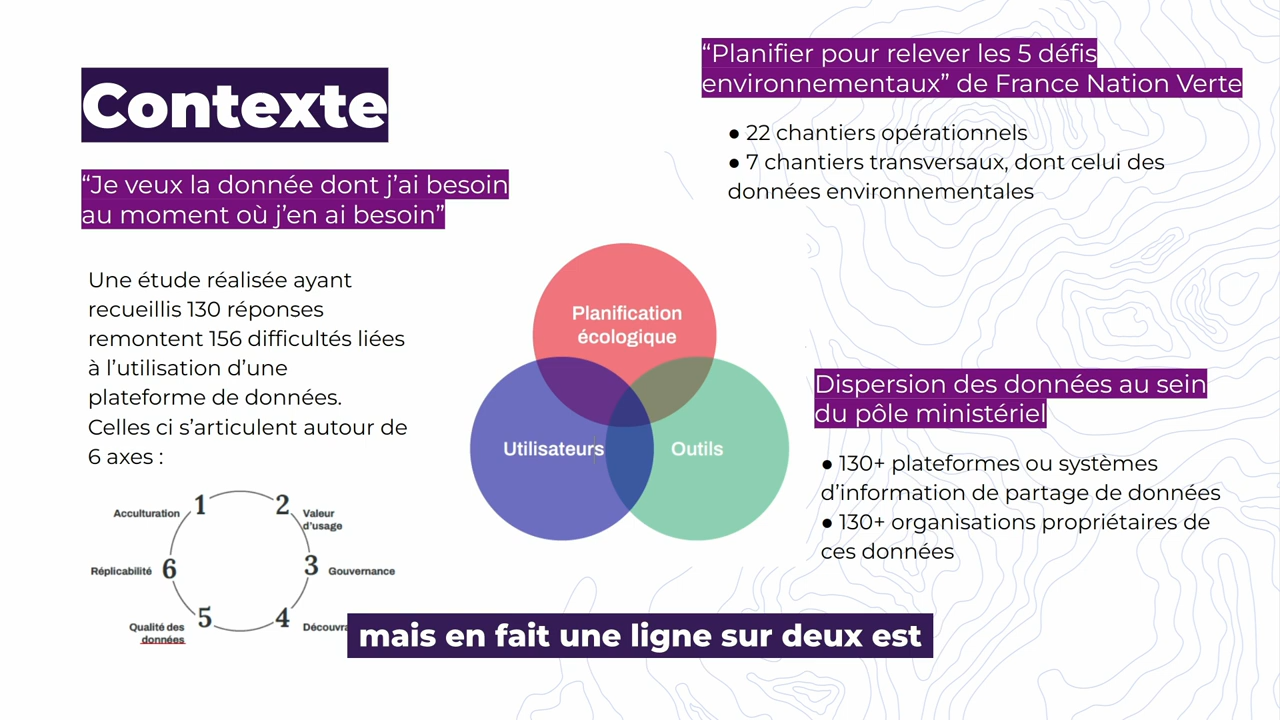 Contexte
“Je veux la donnée dont j’ai besoin
au moment où j’en ai besoin”
Une étude réalisée ayant
recueillis 130 réponses
remontent 156 difficultés liées
à l’utilisation d’une
plateforme de données.
Celles ci s’articulent autour de
6 axes :
1
2
Acculturation
Valeur
d’usage
6
3
Réplicabilité
Gouvernance
5
4
Qualité des
données
Planification
écologique
Utilisateurs
Outils
“Planifier pour relever les 5 défis
environnementaux” de France Nation Verte
● 22 chantiers opérationnels
● 7 chantiers transversaux, dont celui des
données environnementales
Dispersion des données au sein
du pôle ministériel
● 130+ plateformes ou systèmes
d’information de partage de données
● 130+ organisations propriétaires de
ces données
mais en fait une ligne sur deux est